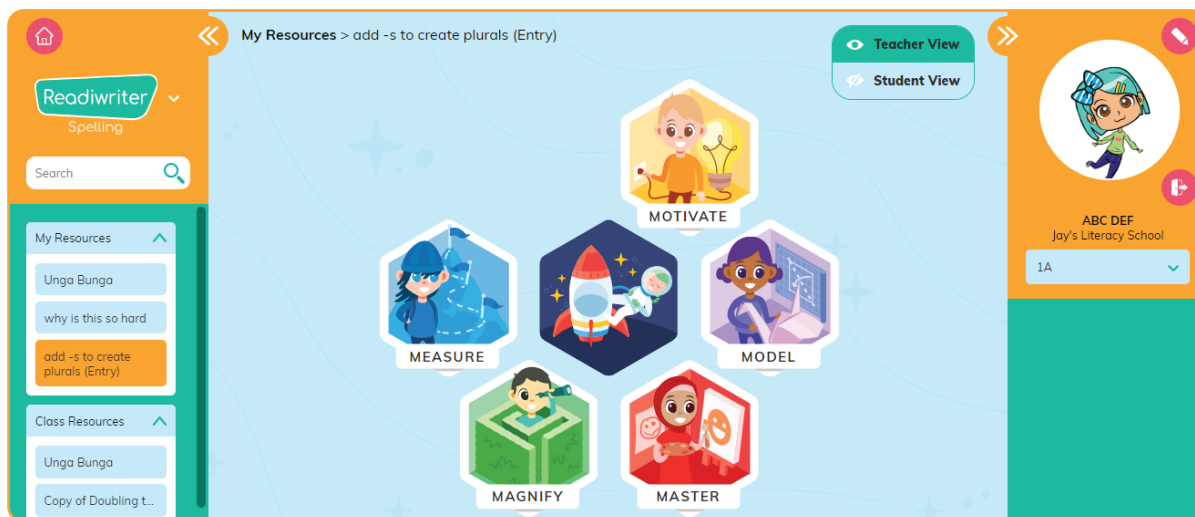 My Resources > add -s to create plurals (Entry)
Teacher View
Student View
Readiwriter
Spelling
Search
My Resources
Unga Bunga
why is this so hard
add -s to create
plurals (Entry)
Class Resources
Unga Bunga
Copy of Doubling t...
MOTIVATE
MEASURE
MODEL
MAGNIFY
MASTER
ABC DEF
Jay's Literacy School
1A